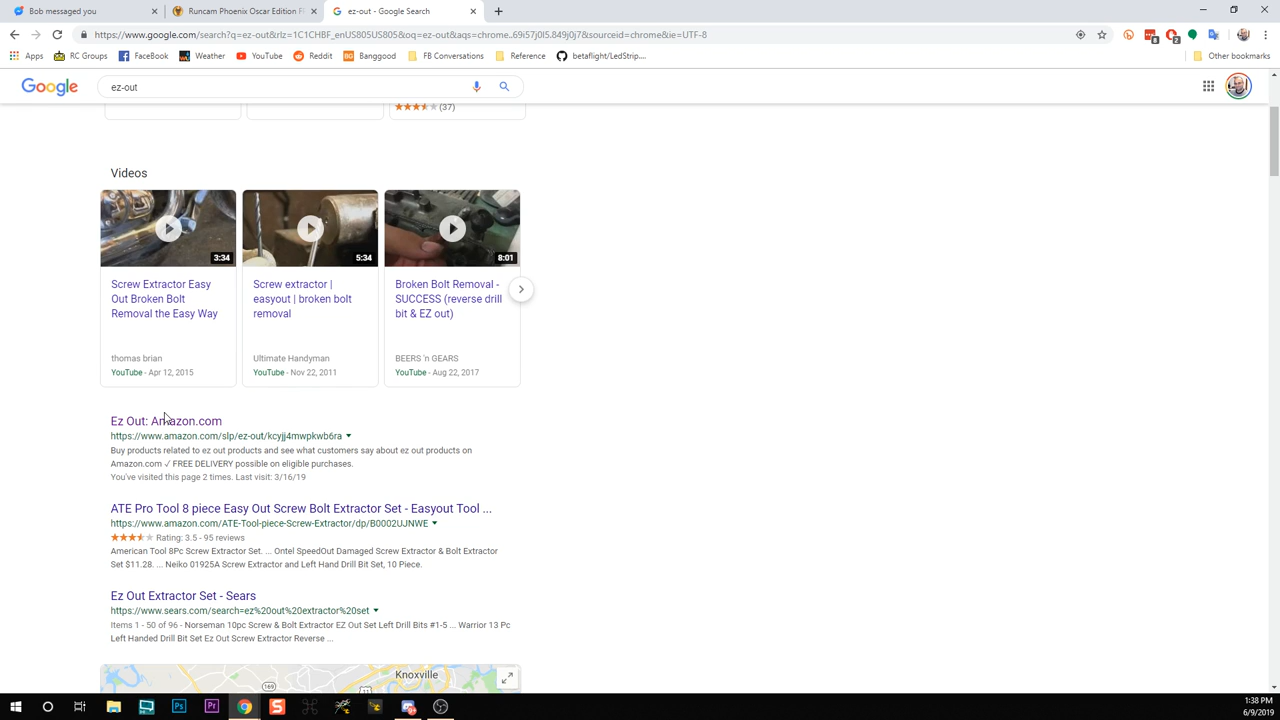 Bob messaged you
Runcam Phoenix Oscar Edition F
ez-out - Google Search
https://www.google.com/search?q=ez-out&rlz=1C1CHBF_enUS805US805&oq=ez-out&aqs=chrome..69i57j0l5.849j0j7&sourceid=chrome&ie=UTF-8
Apps RC Groups FaceBook Weather YouTube Reddit Banggood FB Conversations Reference betaflight/LedStrip,... Other bookmarks
Google
ez-out
(37)
Videos
3:34
5:34
8:01
Screw Extractor Easy
Out Broken Bolt
Removal the Easy Way
thomas brian
YouTube - Apr 12, 2015
Screw extractor |
easyout | broken bolt
removal
Ultimate Handyman
YouTube - Nov 22, 2011
Broken Bolt Removal -
SUCCESS (reverse drill
bit & EZ out)
BEERS 'n GEARS
YouTube - Aug 22, 2017
Ez Out: Amazon.com
https://www.amazon.com/slp/ez-out/kcyjj4mwpkwb6ra
Buy products related to ez out products and see what customers say about ez out products on
Amazon.com ✓ FREE DELIVERY possible on eligible purchases.
You've visited this page 2 times. Last visit: 3/16/19
ATE Pro Tool 8 piece Easy Out Screw Bolt Extractor Set - Easyout Tool ...
https://www.amazon.com/ATE-Tool-piece-Screw-Extractor/dp/B0002UJNWE
Rating: 3.5 - 95 reviews
American Tool 8Pc Screw Extractor Set. ... Ontel SpeedOut Damaged Screw Extractor & Bolt Extractor
Set $11.28. ... Neiko 01925A Screw Extractor and Left Hand Drill Bit Set, 10 Piece.
Ez Out Extractor Set - Sears
https://www.sears.com/search=ez%20out%20extractor%20set
Items 1 - 50 of 96 - Norseman 10pc Screw & Bolt Extractor EZ Out Set Left Drill Bits #1-5 ... Warrior 13 Pc
Left Handed Drill Bit Set Ez Out Screw Extractor Reverse ...
Knoxville
169
1:38 PM
6/9/2019